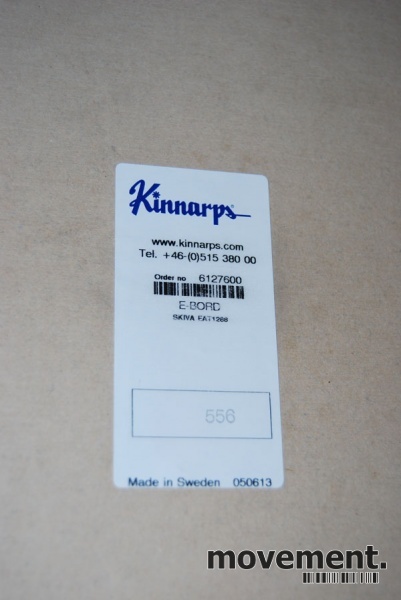 Kinnarps
www.kinnarps.com
Tel. +46-(0)515 380 00
Order no 6127600
E-BORD
SKIVA
556
Made in Sweden 050613
movement.